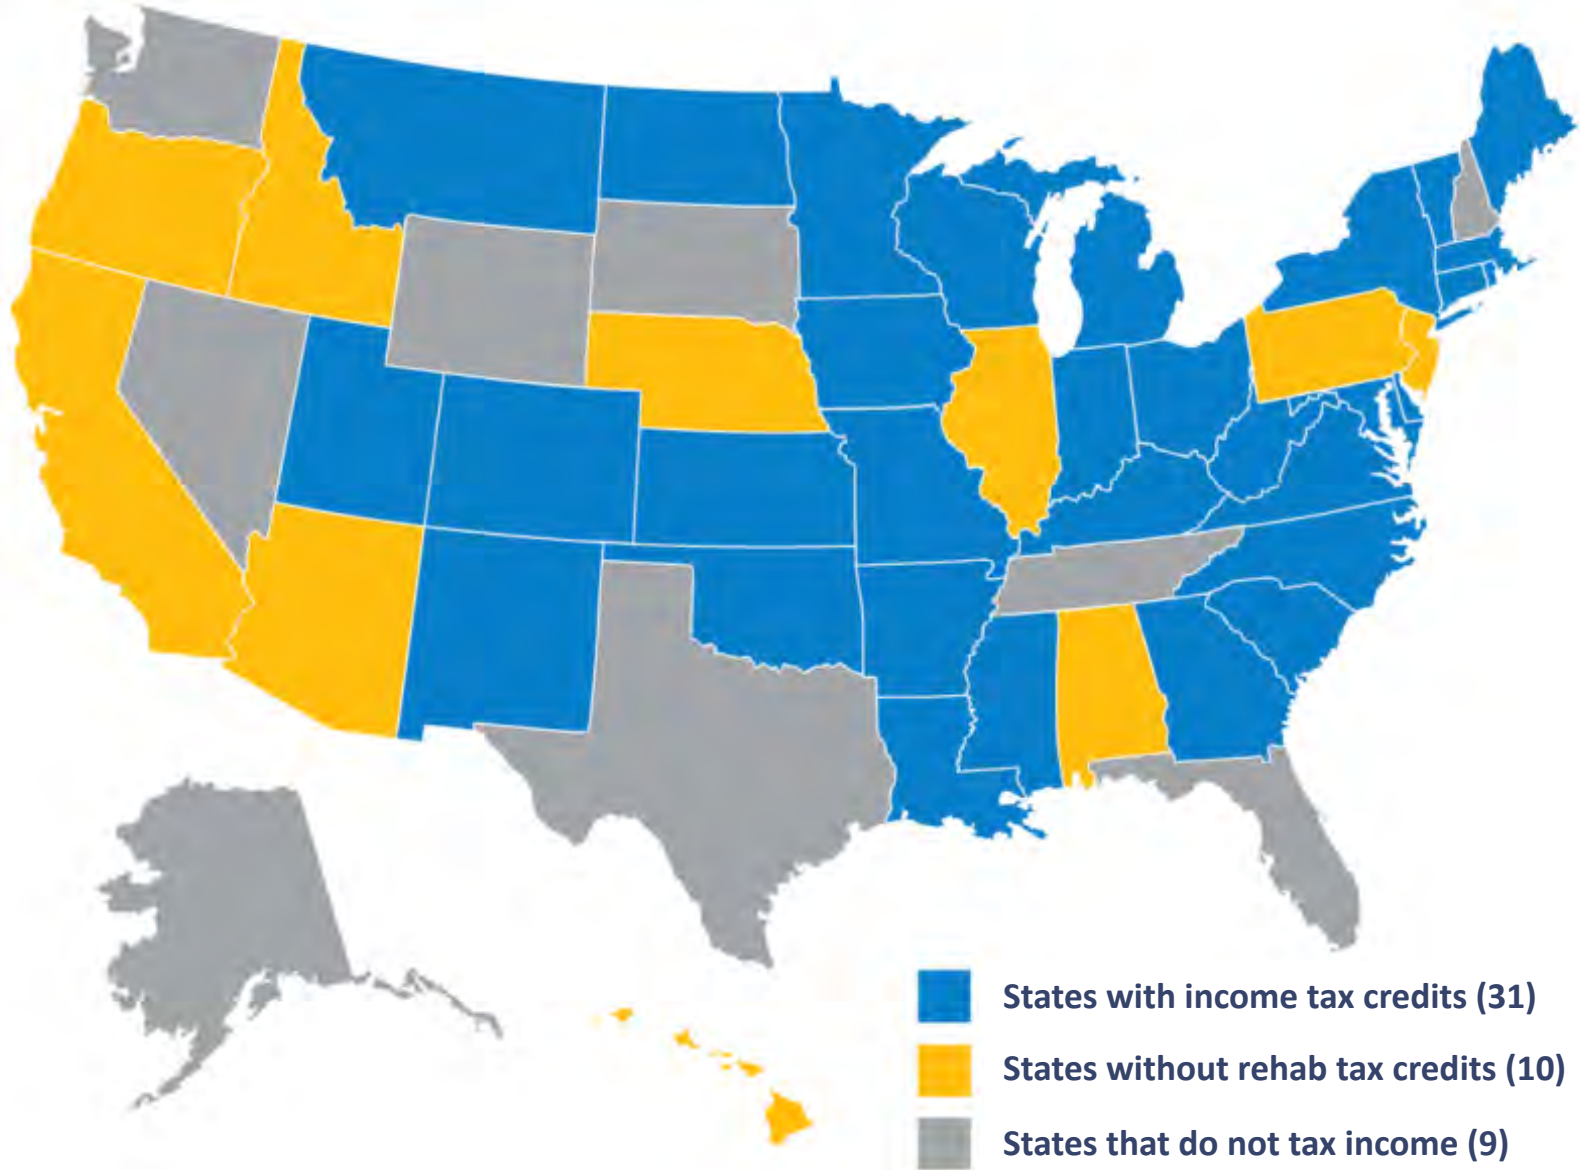 States with income tax credits (31)
States without rehab tax credits (10)
States that do not tax income (9)